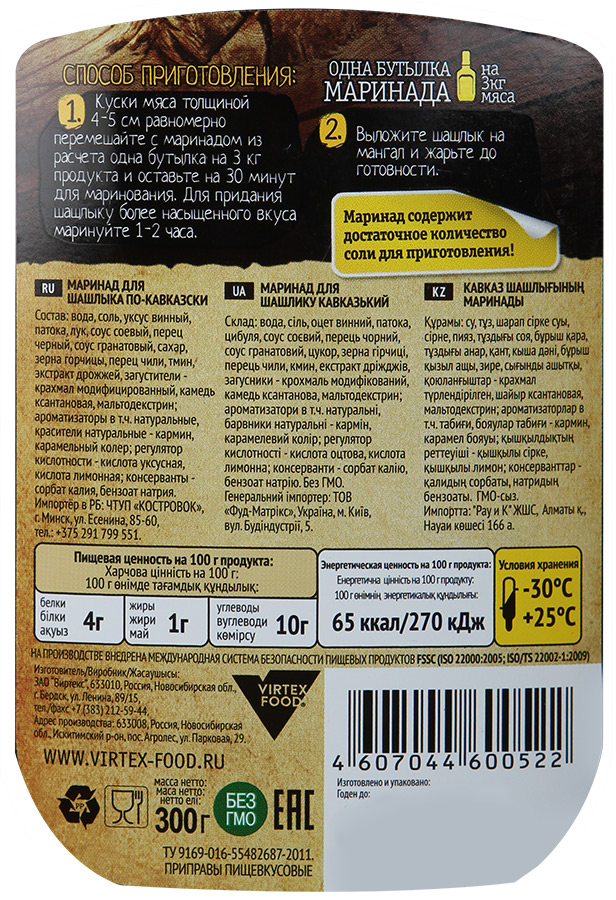 СПОСОБ ПРИГОТОВЛЕНИЯ:
1. Куски мяса толщиной
4-5 см равномерно
перемешайте с маринадом из
расчета одна бутылка на 3 кг
продукта и оставьте на 30 минут
для маринования. Для придания
шашлыку более насыщенного вкуса
маринуйте 1-2 часа.
ОДНА БУТЫЛКА
МАРИНАДА
на
3кг
мяса
2. Выложите шашлык на
мангал и жарьте до
готовности.
Маринад содержит
достаточное количество
соли для приготовления!
RU МАРИНАД ДЛЯ
ШАШЛЫКА ПО-КАВКАЗСКИ
Состав: вода, соль, уксус винный,
патока, лук, соус соевый, перец
черный, соус гранатовый, сахар,
зерна горчицы, перец чили, тмин,
экстракт дрожжей, загустители -
крахмал модифицированный, камедь
ксантановая, мальтодекстрин;
ароматизаторы в т.ч. натуральные,
красители натуральные - кармин,
карамельный колер; регулятор
кислотности - кислота уксусная,
кислота лимонная; консерванты -
сорбат калия, бензоат натрия.
Импортер в РБ: ЧТУП «КОСТРОВОК»,
г. Минск, ул. Есенина, 85-60,
тел.: +375 291 799 551.
UA МАРИНАД ДЛЯ
ШАШЛИКУ КАВКАЗЬКИЙ
Склад: вода, сіль, оцет винний, патока,
цибуля, соус соєвий, перець чорний,
соус гранатовий, цукор, зерна гірчиці,
перець чили, кмин, екстракт дріжджів,
загусники - крохмаль модифікований,
камедь ксантанова, мальтодекстрин;
ароматизатори в т.ч. натуральні,
барвники натуральні - кармін,
карамелевий колір; регулятор
кислотності - кислота оцтова, кислота
лимонна; консерванти - сорбат калію,
бензоат натрію. Без ГМО.
Генеральний імпортер: ТОВ
«Фуд-Матрікс», Україна, м. Київ,
вул. Будіндустрії, 5.
KZ КАВКАЗ ШАШЛЫҒЫНЫҢ
МАРИНАДЫ
Құрамы: су, тұз, шарап сірке суы,
сірне, пияз, тұздығы соя, бұрыш қара,
тұздығы анар, қант, қыша дані, бұрыш
қызыл ащы, зире, сығынды ашытқы,
қоюланғыштар - крахмал
түрлендірілген, шайыр ксантановая,
мальтодекстрин; ароматизаторлар в
т.ч. табиғи, бояулар табиғи - кармин,
карамел бояуы; қышқылдықтың
реттеуіші - қышқылы сірке,
қышқылы лимон; консерванттар -
қалдың сорбаты, натридың
бензоаты. ГМО-сыз.
Импортта: "Рау и К" ЖШС, Алматы қ.,
Науаи көшесі 166 а.
Пищевая ценность на 100 г продукта:
Харчова цінність на 100 г:
100 г өнімде тағамдық құндылық:
белки
білки
ақуыз
4г
жиры
жири
май
1г
углеводы
вуглеводи
көмірсу
10г
Энергетическая ценность на 100 г продукта:
Енергетична цінність на 100 г продукту:
100 г өнімнің энергетикалық құндылығы:
65 ккал/270 кДж
Условия хранения
-30°C
+25°C
НА ПРОИЗВОДСТВЕ ВНЕДРЕНА МЕЖДУНАРОДНАЯ СИСТЕМА БЕЗОПАСНОСТИ ПИЩЕВЫХ ПРОДУКТОВ FSSC (ISO 22000:2005; ISO/TS 22002-1:2009)
Изготовитель/Виробник/Жасаушысы:
ЗАО "Виртекс", 633010, Россия, Новосибирская обл.,
г. Бердск, ул. Ленина, 89/15,
тел./факс +7 (383) 212-59-44.
Адрес производства: 633008, Россия, Новосибирская
обл., Искитимский р-он, пос. Агролес, ул. Парковая, 29.
VIRTEX
FOOD
WWW.VIRTEX-FOOD.RU
PP
масса нетто:
маса нетто:
нетто елі:
300г
БЕЗ
ГМО
EAC
4 607044 600522
Изготовлено и упаковано:
Годен до:
ТУ 9169-016-55482687-2011.
ПРИПРАВЫ ПИЩЕВКУСОВЫЕ